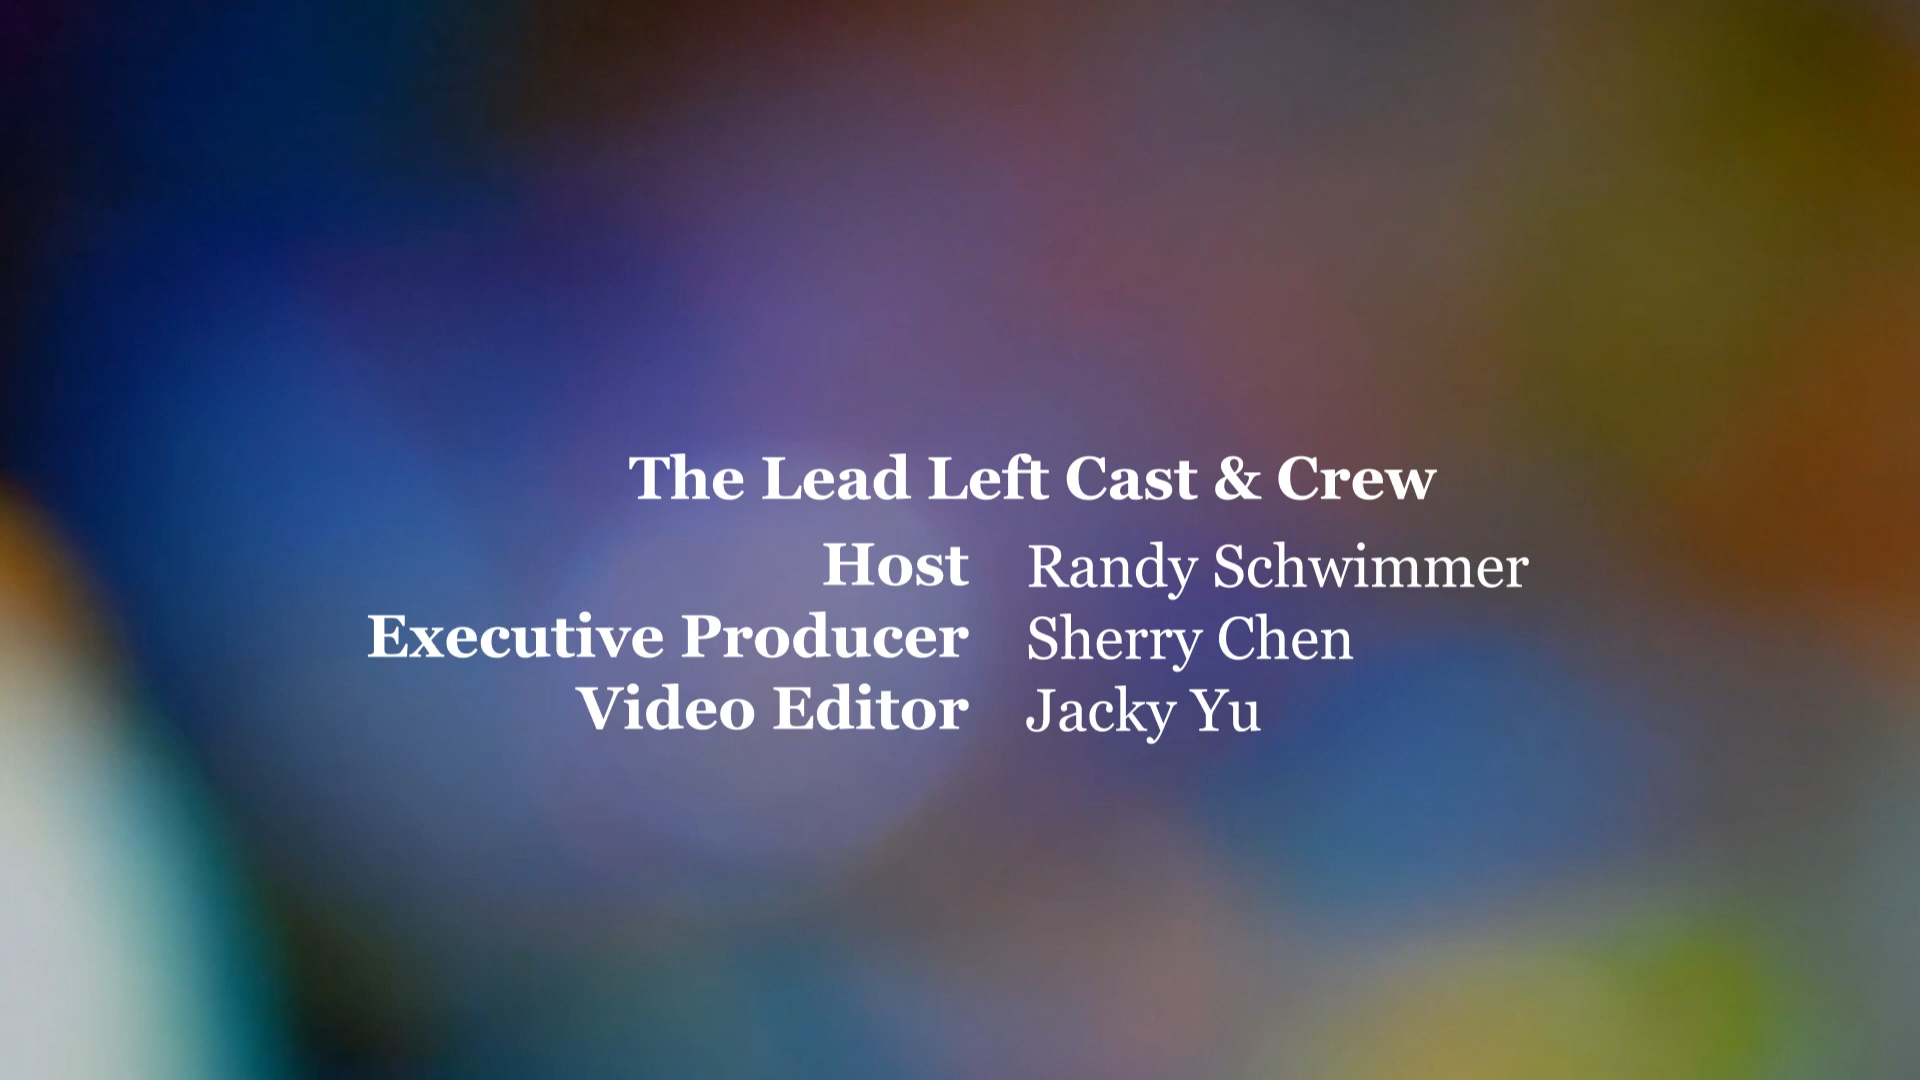 The Lead Left Cast & Crew
Host Randy Schwimmer
Executive Producer Sherry Chen
Video Editor Jacky Yu